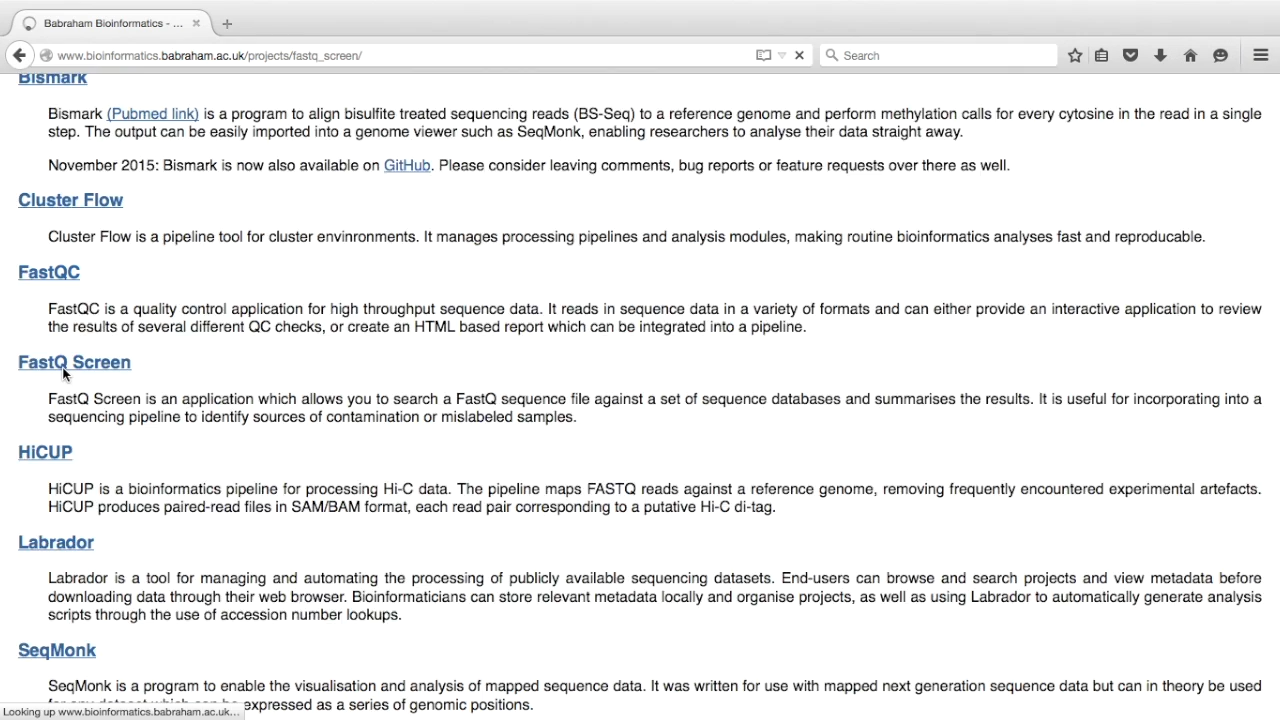 Babraham Bioinformatics - ...
www.bioinformatics.babraham.ac.uk/projects/fastq_screen/
Search
Bismark
Bismark (Pubmed link) is a program to align bisulfite treated sequencing reads (BS-Seq) to a reference genome and perform methylation calls for every cytosine in the read in a single
step. The output can be easily imported into a genome viewer such as SeqMonk, enabling researchers to analyse their data straight away.
November 2015: Bismark is now also available on GitHub. Please consider leaving comments, bug reports or feature requests over there as well.
Cluster Flow
Cluster Flow is a pipeline tool for cluster envinronments. It manages processing pipelines and analysis modules, making routine bioinformatics analyses fast and reproducable.
FastQC
FastQC is a quality control application for high throughput sequence data. It reads in sequence data in a variety of formats and can either provide an interactive application to review
the results of several different QC checks, or create an HTML based report which can be integrated into a pipeline.
FastQ Screen
FastQ Screen is an application which allows you to search a FastQ sequence file against a set of sequence databases and summarises the results. It is useful for incorporating into a
sequencing pipeline to identify sources of contamination or mislabeled samples.
HiCUP
HiCUP is a bioinformatics pipeline for processing Hi-C data. The pipeline maps FASTQ reads against a reference genome, removing frequently encountered experimental artefacts.
HiCUP produces paired-read files in SAM/BAM format, each read pair corresponding to a putative Hi-C di-tag.
Labrador
Labrador is a tool for managing and automating the processing of publicly available sequencing datasets. End-users can browse and search projects and view metadata before
downloading data through their web browser. Bioinformaticians can store relevant metadata locally and organise projects, as well as using Labrador to automatically generate analysis
scripts through the use of accession number lookups.
SeqMonk
SeqMonk is a program to enable the visualisation and analysis of mapped sequence data. It was written for use with mapped next generation sequence data but can in theory be used
expressed as a series of genomic positions.
Looking up www.bioinformatics.babraham.ac.uk...